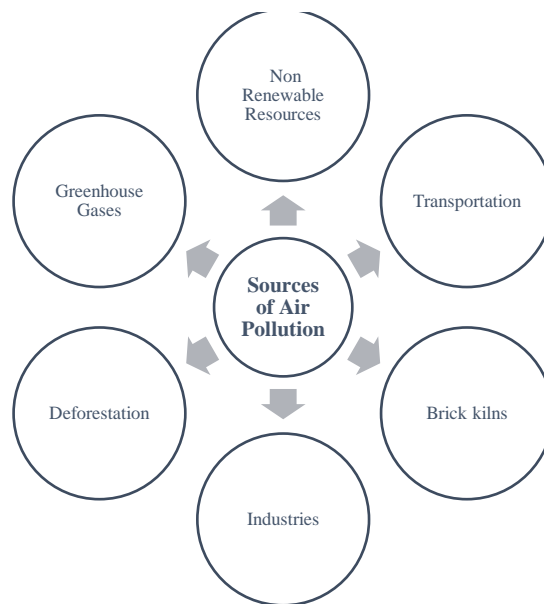 Non
Renewable
Resources
Greenhouse
Gases
Transportation
Sources
of Air
Pollution
Deforestation
Brick kilns
Industries